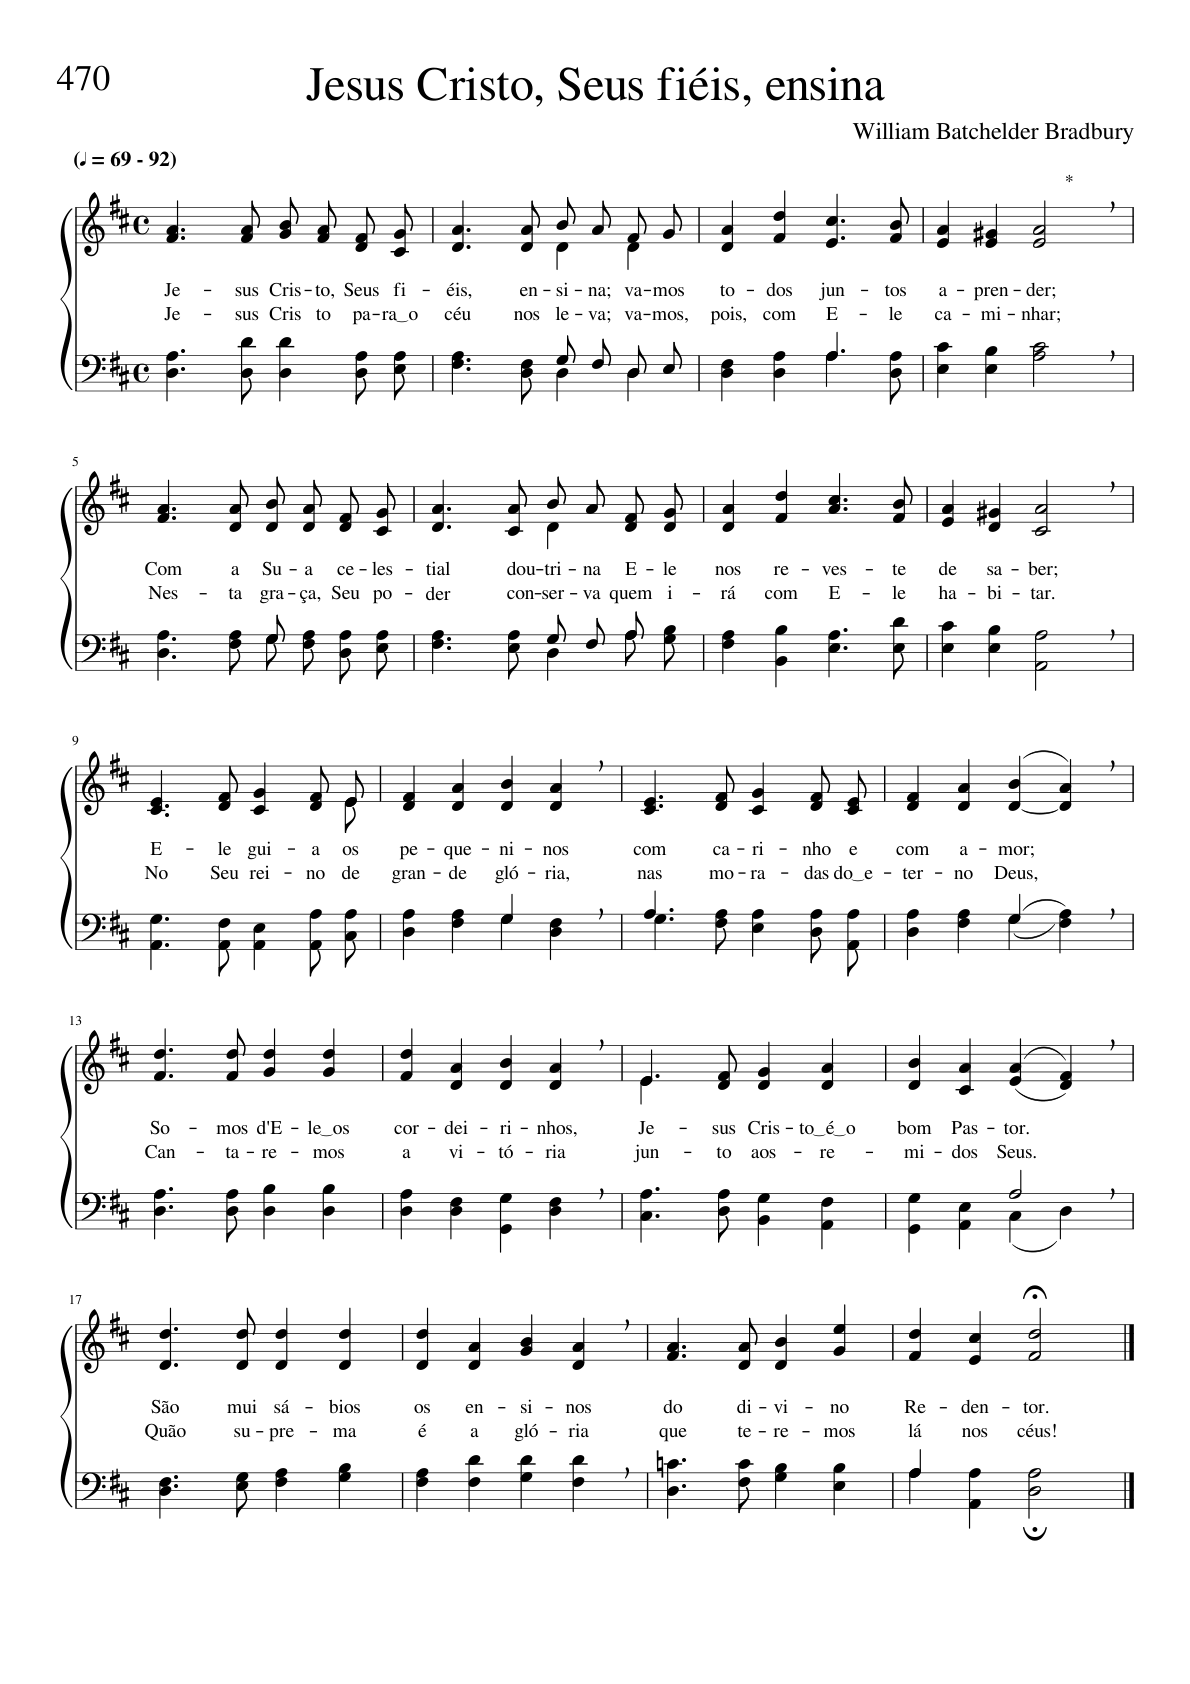 470
Jesus Cristo, Seus fiéis, ensina
William Batchelder Bradbury
(♩ = 69 - 92)
*
Je - sus Cris - to, Seus fi - éis, en - si - na; va - mos to - dos jun - tos a - pren - der;
Je - sus Cris to pa - ra‿o céu nos le - va; va - mos, pois, com E - le ca - mi - nhar;
5
Com a Su - a ce - les - tial dou - tri - na E - le nos re - ves - te de sa - ber;
Nes - ta gra - ça, Seu po - der con - ser - va quem i - rá com E - le ha - bi - tar.
9
E - le gui - a os pe - que - ni - nos com ca - ri - nho e com a - mor;
No Seu rei - no de gran - de gló - ria, nas mo - ra - das do‿e - ter - no Deus,
13
So - mos d'E - le‿os cor - dei - ri - nhos, Je - sus Cris - to‿é‿o bom Pas - tor.
Can - ta - re - mos a vi - tó - ria jun - to aos - re - mi - dos Seus.
17
São mui sá - bios os en - si - nos do di - vi - no Re - den - tor.
Quão su - pre - ma é a gló - ria que te - re - mos lá nos céus!